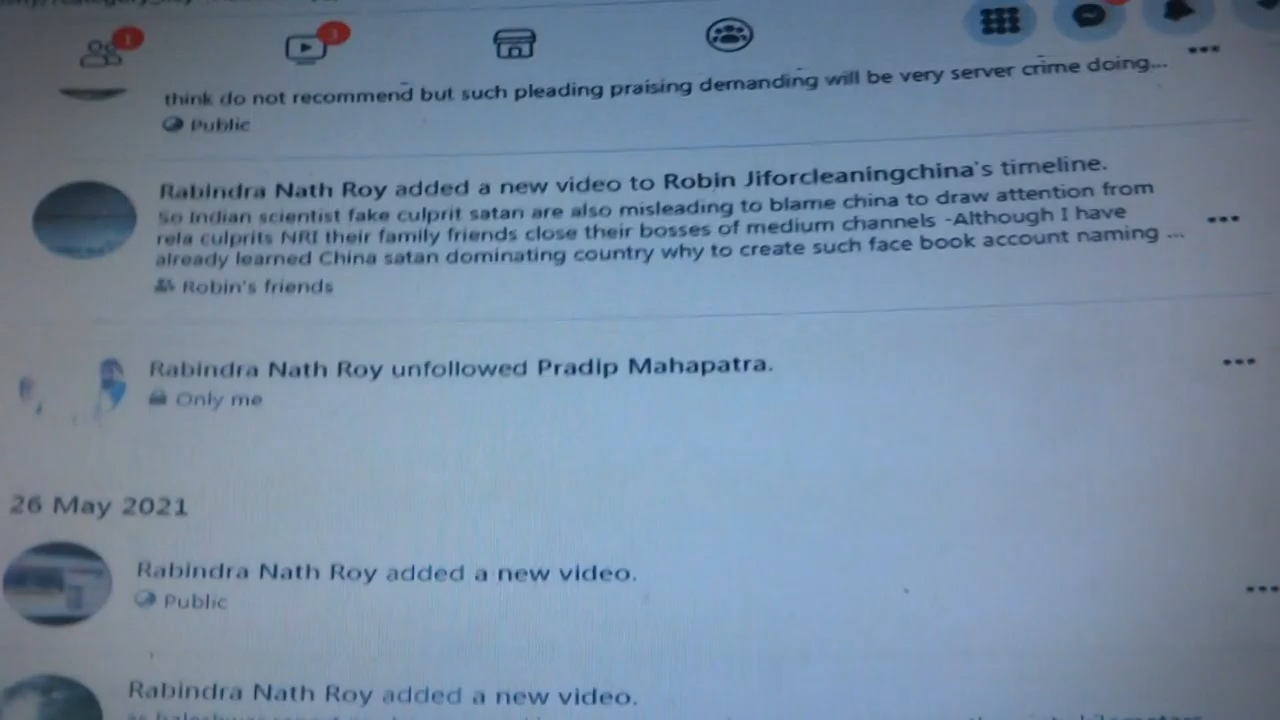 1
3
think do not recommend but such pleading praising demanding will be very server crime doing...
Public
Rabindra Nath Roy added a new video to Robin Jiforcleaningchina's timeline.
So Indian scientist fake culprit satan are also misleading to blame china to draw attention from
rela culprits NRI their family friends close their bosses of medium channels -Although I have
already learned China satan dominating country why to create such face book account naming ...
Robin's friends
Rabindra Nath Roy unfollowed Pradip Mahapatra.
Only me
26 May 2021
Rabindra Nath Roy added a new video.
Public
Rabindra Nath Roy added a new video.